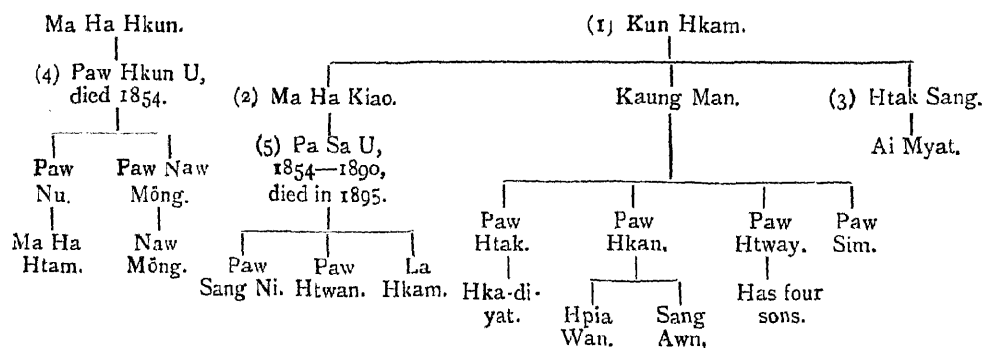 Ma Ha Hkun.
(1) Kun Hkam.
(4) Paw Hkun U,
died 1854.
(2) Ma Ha Kiao.
Kaung Man.
(3) Htak Sang.
(5) Pa Sa U,
1854—1890,
died in 1895.
Ai Myat.
Paw
Nu.
Paw Naw
Mông.
Ma Ha
Htam.
Naw
Mông.
Paw
Sang Ni.
Paw
Htwan.
La
Hkam.
Paw
Htak.
Paw
Hkan.
Paw
Htway.
Paw
Sim.
Hka-di-
yat.
Hpia
Wan.
Sang
Awn,
Has four
sons.